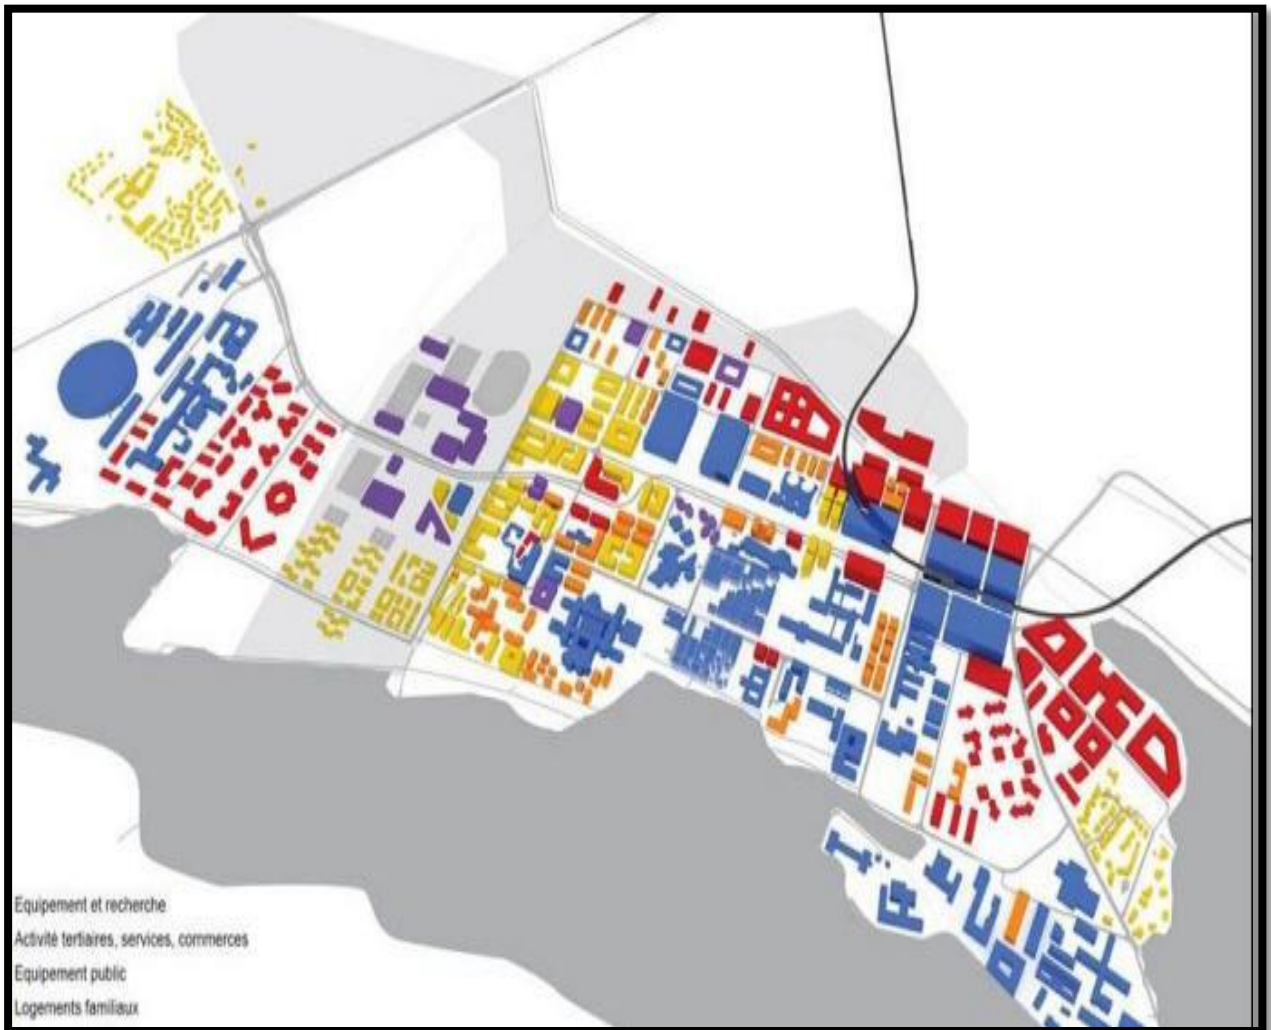 Equipement et recherche
Activité tertiaires, services, commerces
Equipement public
Logements familiaux